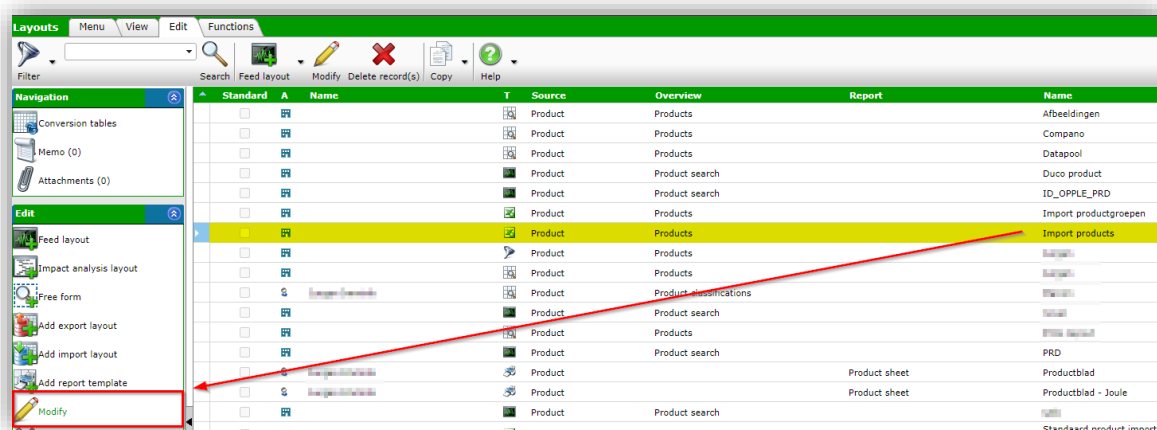 Layouts Menu View Edit Functions
Filter Search Feed layout Modify Delete record(s) Copy Help
Navigation
Conversion tables
Memo (0)
Attachments (0)
Edit
Feed layout
Impact analysis layout
Free form
Add export layout
Add import layout
Add report template
Modify
Standard A Name T Source Overview Report Name
Product Products Afbeeldingen
Product Products Compano
Product Products Datapool
Product Product search Duco product
Product Product search ID_OPPLE_PRD
Product Products Import productgroepen
Product Products Import products
Product Products
Product Products
S Product Product classifications
Product Product search
Product Products
Product Product search PRD
S Product Product sheet Productblad
S Product Product sheet Productblad - Joule
Product Product search
Standaard product import